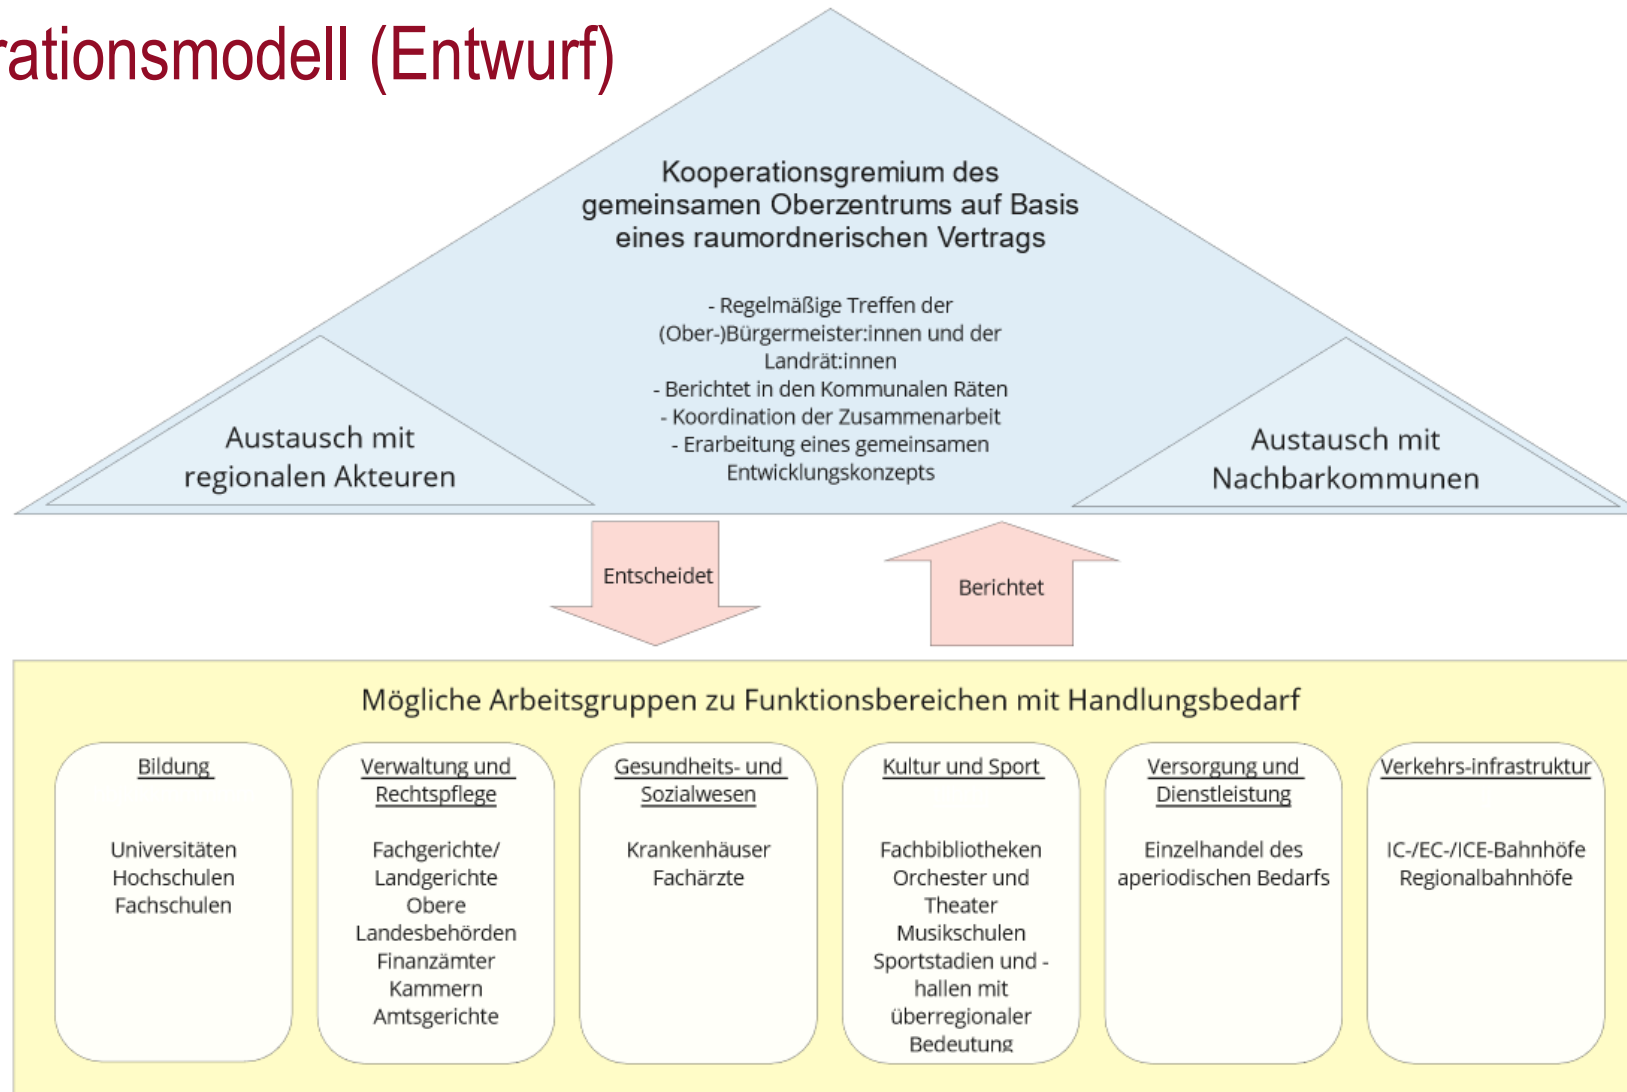 rationsmodell (Entwurf)
Kooperationsgremium des
gemeinsamen Oberzentrums auf Basis
eines raumordnerischen Vertrags
- Regelmäßige Treffen der
(Ober-)Bürgermeister:innen und der
Landrät:innen
- Berichtet in den Kommunalen Räten
- Koordination der Zusammenarbeit
- Erarbeitung eines gemeinsamen
Entwicklungskonzepts
Austausch mit
regionalen Akteuren
Austausch mit
Nachbarkommunen
Entscheidet
Berichtet
Mögliche Arbeitsgruppen zu Funktionsbereichen mit Handlungsbedarf
Bildung
Universitäten
Hochschulen
Fachschulen
Verwaltung und
Rechtspflege
Fachgerichte/
Landgerichte
Obere
Landesbehörden
Finanzämter
Kammern
Amtsgerichte
Gesundheits- und
Sozialwesen
Krankenhäuser
Fachärzte
Kultur und Sport
Fachbibliotheken
Orchester und
Theater
Musikschulen
Sportstadien und -
hallen mit
überregionaler
Bedeutung
Versorgung und
Dienstleistung
Einzelhandel des
aperiodischen Bedarfs
Verkehrs-infrastruktur
IC-/EC-/ICE-Bahnhöfe
Regionalbahnhöfe